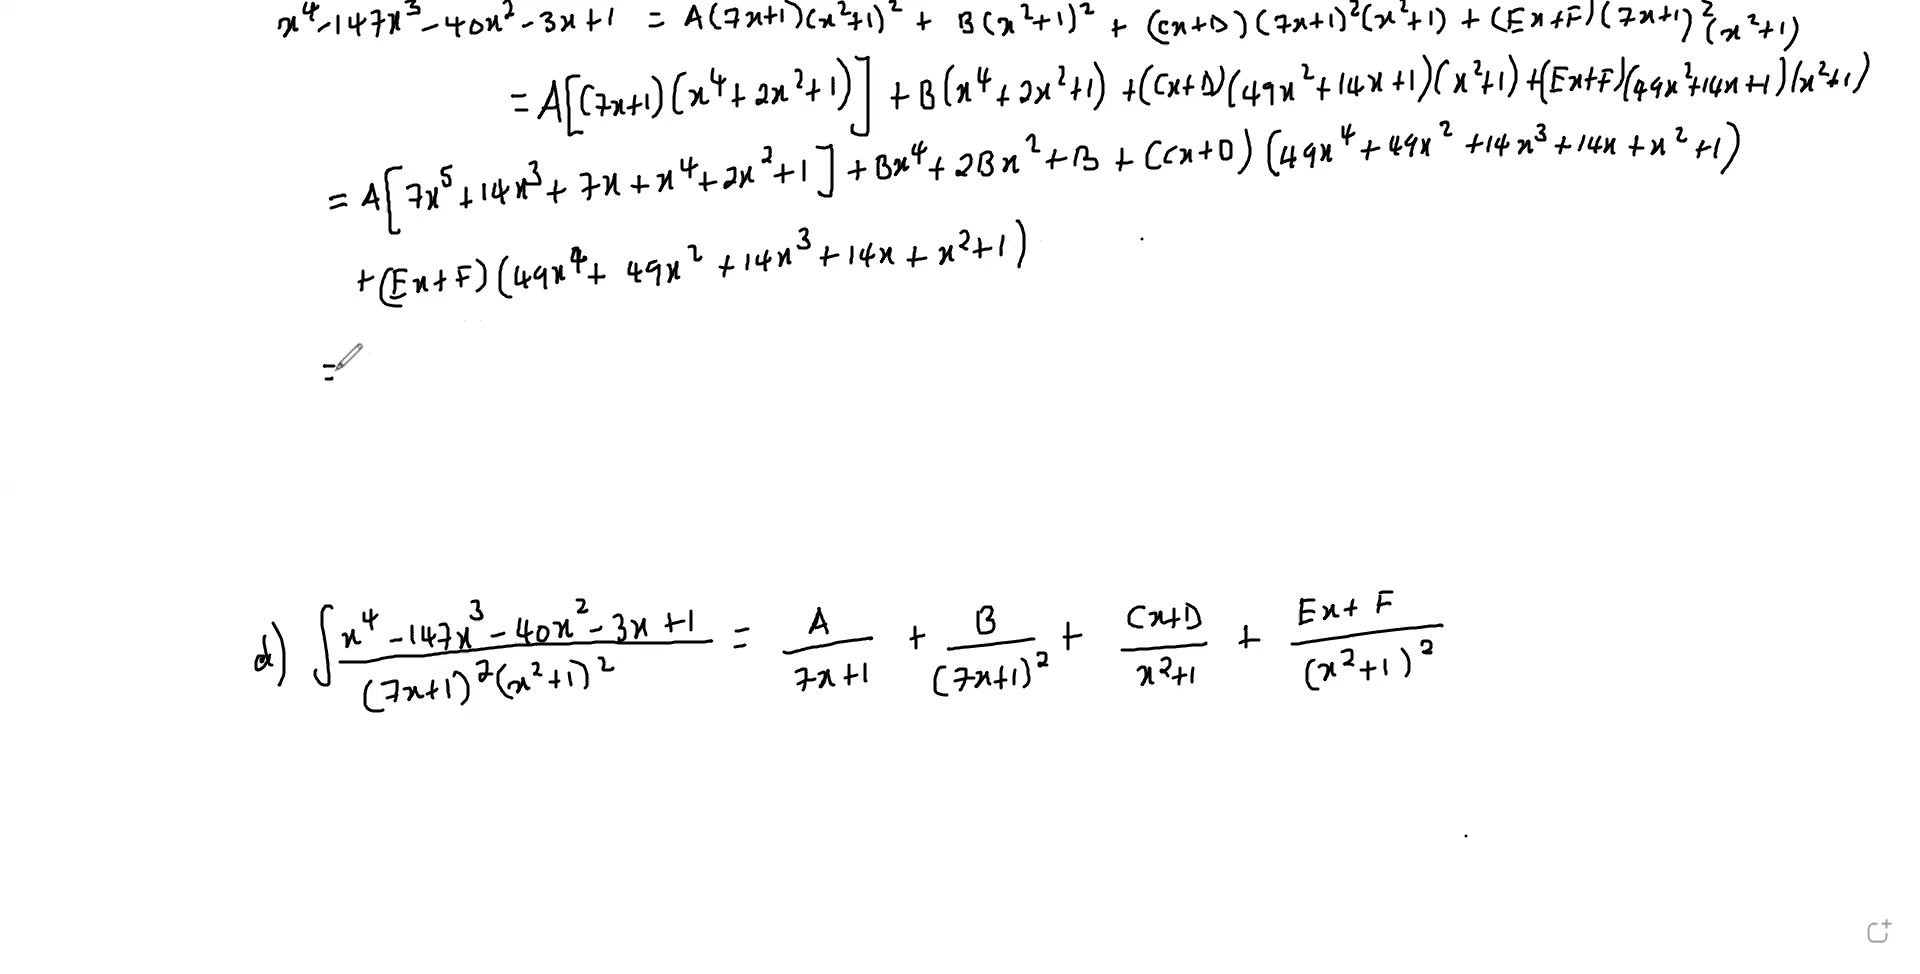 x⁴-147x³-40x²-3x+1 = A(7x+1)(x²+1)² + B(x²+1)² + (Cx+D)(7x+1)²(x²+1) + (Ex+F)(7x+1)²(x²+1)
= A[(7x+1)(x⁴+2x²+1)] + B(x⁴+2x²+1) + (Cx+D)(49x²+14x+1)(x²+1) + (Ex+F)(49x²+14x+1)(x²+1)
= A[7x⁵+14x³+7x+x⁴+2x²+1] + Bx⁴+2Bx²+B + (Cx+D)(49x⁴+49x²+14x³+14x+x²+1)
+(Ex+F)(49x⁴+49x²+14x³+14x+x²+1)
=
d) ∫ (x⁴-147x³-40x²-3x+1)/((7x+1)²(x²+1)²) = A/(7x+1) + B/(7x+1)² + (Cx+D)/(x²+1) + (Ex+F)/(x²+1)²